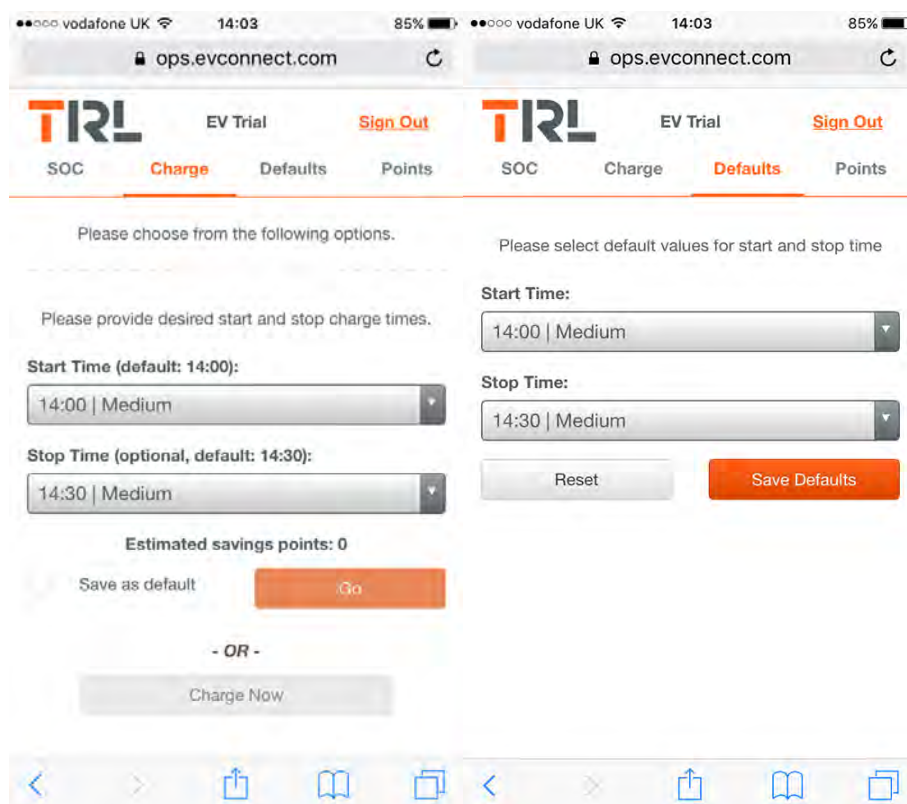 vodafone UK 14:03 85%
ops.evconnect.com
TRL EV Trial Sign Out
SOC Charge Defaults Points
Please choose from the following options.
Please provide desired start and stop charge times.
Start Time (default: 14:00):
14:00 | Medium
Stop Time (optional, default: 14:30):
14:30 | Medium
Estimated savings points: 0
Save as default Go
- OR -
Charge Now
vodafone UK 14:03 85%
ops.evconnect.com
TRL EV Trial Sign Out
SOC Charge Defaults Points
Please select default values for start and stop time
Start Time:
14:00 | Medium
Stop Time:
14:30 | Medium
Reset Save Defaults